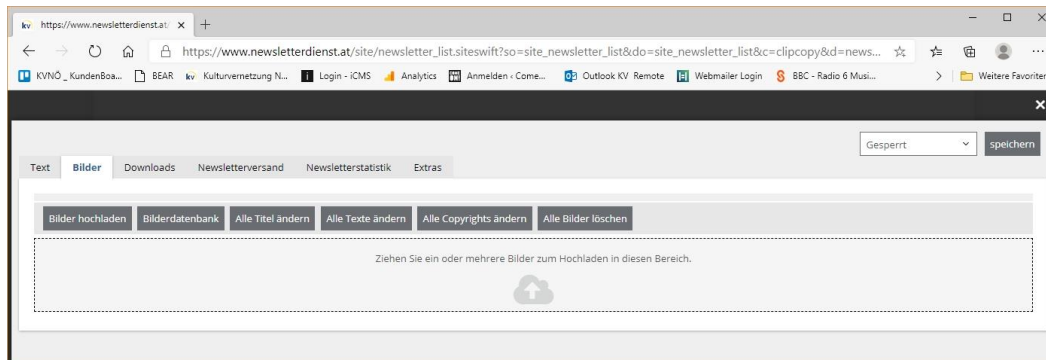 kv https://www.newsletterdienst.at/
https://www.newsletterdienst.at/site/newsletter_list.siteswift?so=site_newsletter_list&do=site_newsletter_list&c=clipcopy&d=news...
KVNÖ_KundenBoa... BEAR kv Kulturvernetzung N... Login - iCMS Analytics Anmelden ‹ Come... Outlook KV Remote Webmailer Login BBC - Radio 6 Musi... Weitere Favoriten
Gesperrt speichern
Text Bilder Downloads Newsletterversand Newsletterstatistik Extras
Bilder hochladen Bilderdatenbank Alle Titel ändern Alle Texte ändern Alle Copyrights ändern Alle Bilder löschen
Ziehen Sie ein oder mehrere Bilder zum Hochladen in diesen Bereich.